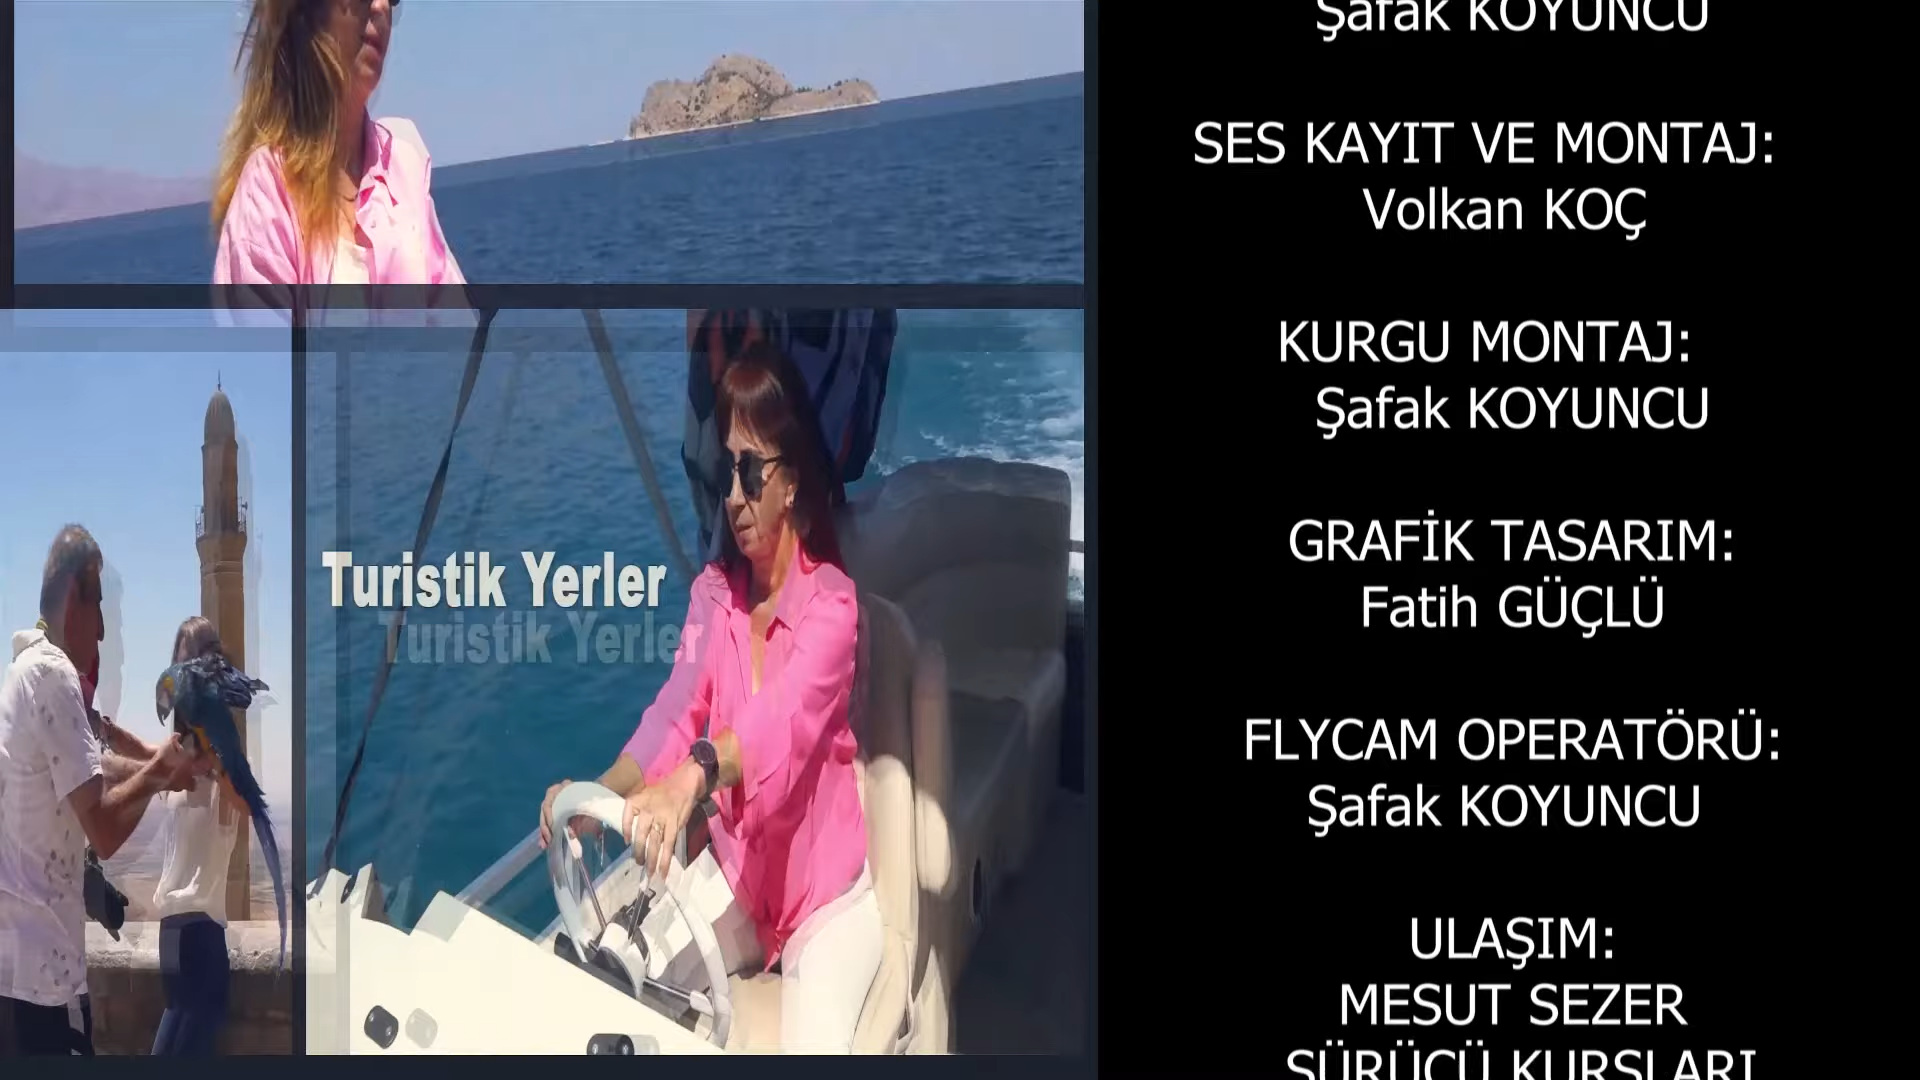 Turistik Yerler
Turistik Yerler
Şafak KOYUNCU
SES KAYIT VE MONTAJ:
Volkan KOÇ
KURGU MONTAJ:
Şafak KOYUNCU
GRAFİK TASARIM:
Fatih GÜÇLÜ
FLYCAM OPERATÖRÜ:
Şafak KOYUNCU
ULAŞIM:
MESUT SEZER
SÜRÜCÜ KURSLARI